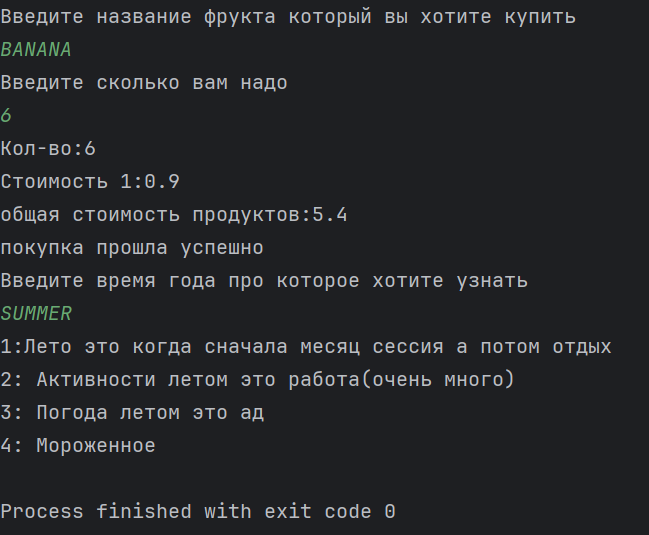 Введите название фрукта который вы хотите купить
BANANA
Введите сколько вам надо
6
Кол-во:6
Стоимость 1:0.9
общая стоимость продуктов:5.4
покупка прошла успешно
Введите время года про которое хотите узнать
SUMMER
1:Лето это когда сначала месяц сессия а потом отдых
2: Активности летом это работа(очень много)
3: Погода летом это ад
4: Мороженное
Process finished with exit code 0